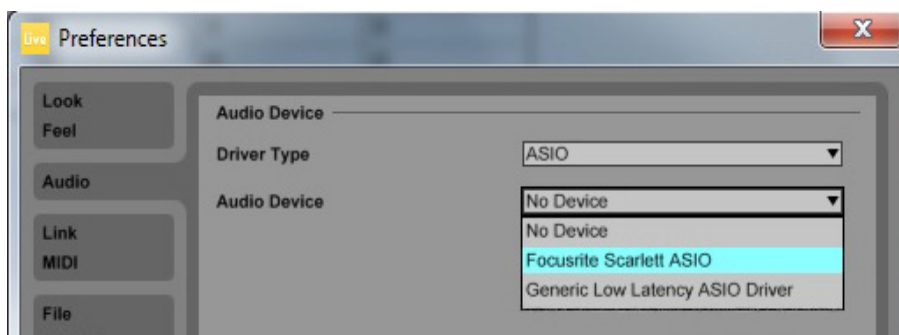 Live Preferences X
Look
Feel
Audio
Link
MIDI
File
Audio Device
Driver Type ASIO
Audio Device No Device
No Device
Focusrite Scarlett ASIO
Generic Low Latency ASIO Driver